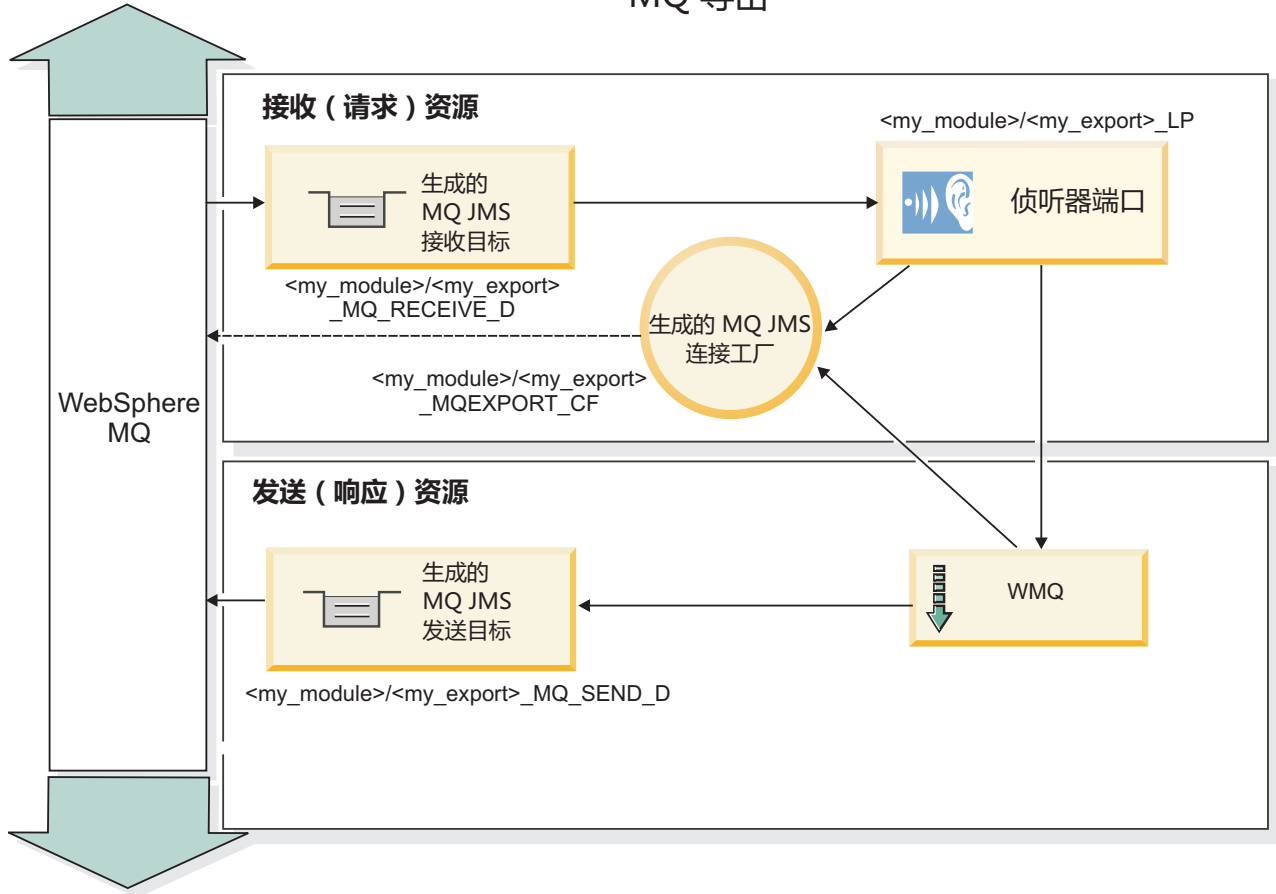 MQ 导出
接收（请求）资源
<my_module>/<my_export>_LP
生成的
MQ JMS
接收目标
侦听器端口
<my_module>/<my_export>
_MQ_RECEIVE_D
生成的 MQ JMS
连接工厂
<my_module>/<my_export>
_MQEXPORT_CF
WebSphere
MQ
发送（响应）资源
生成的
MQ JMS
发送目标
WMQ
<my_module>/<my_export>_MQ_SEND_D